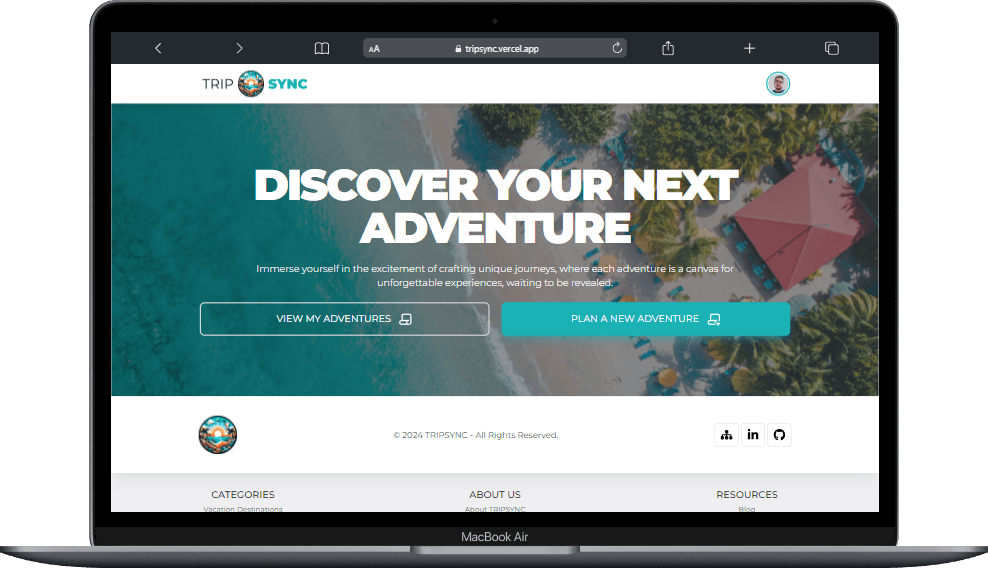 AA tripsync.vercel.app
TRIP SYNC
DISCOVER YOUR NEXT
ADVENTURE
Immerse yourself in the excitement of crafting unique journeys, where each adventure is a canvas for
unforgettable experiences, waiting to be revealed.
VIEW MY ADVENTURES PLAN A NEW ADVENTURE
© 2024 TRIPSYNC - All Rights Reserved.
in
CATEGORIES ABOUT US RESOURCES
Vacation Destinations About TRIPSYNC Blog
MacBook Air